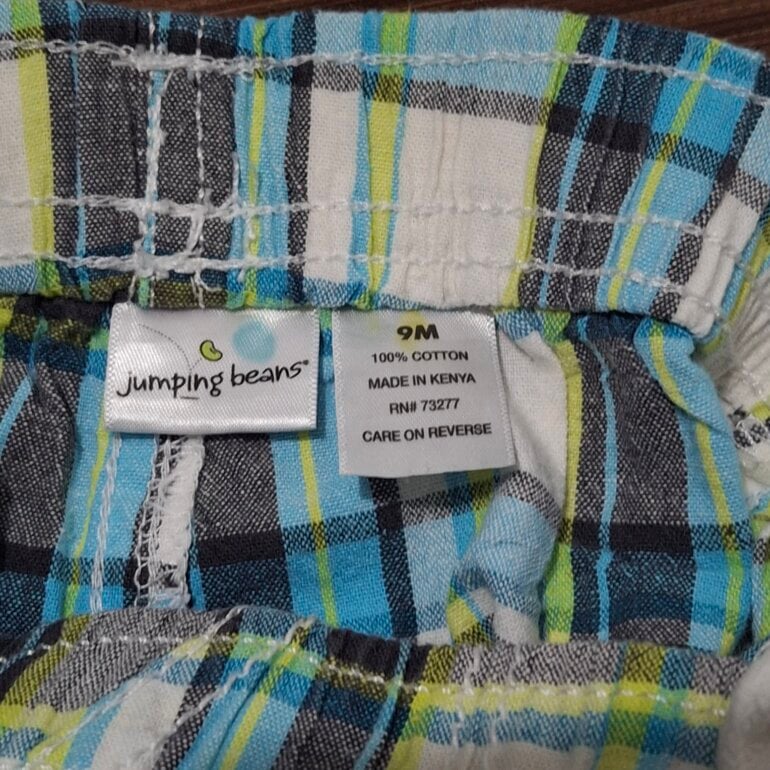 jumping beans®
9M
100% COTTON
MADE IN KENYA
RN# 73277
CARE ON REVERSE